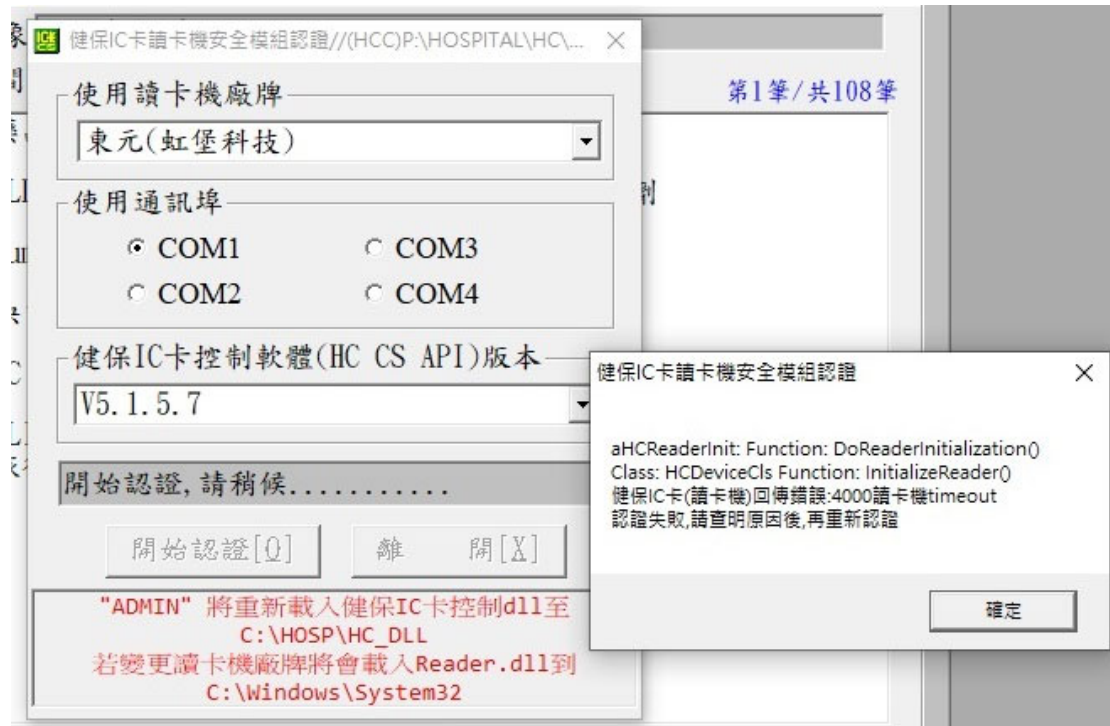 健保IC卡讀卡機安全模組認證//(HCC)P:\HOSPITAL\HC\...
使用讀卡機廠牌
第1筆/共108筆
東元(虹堡科技)
使用通訊埠
劑
COM1
COM3
COM2
COM4
健保IC卡控制軟體(HC CS API)版本
V5.1.5.7
開始認證,請稍候...........
開始認證[O]
離 開[X]
"ADMIN" 將重新載入健保IC卡控制dll至
C:\HOSP\HC_DLL
若變更讀卡機廠牌將會載入Reader.dll到
C:\Windows\System32
健保IC卡讀卡機安全模組認證
aHCReaderInit: Function: DoReaderInitialization()
Class: HCDeviceCls Function: InitializeReader()
健保IC卡(讀卡機)回傳錯誤:4000讀卡機timeout
認證失敗,請查明原因後,再重新認證
確定